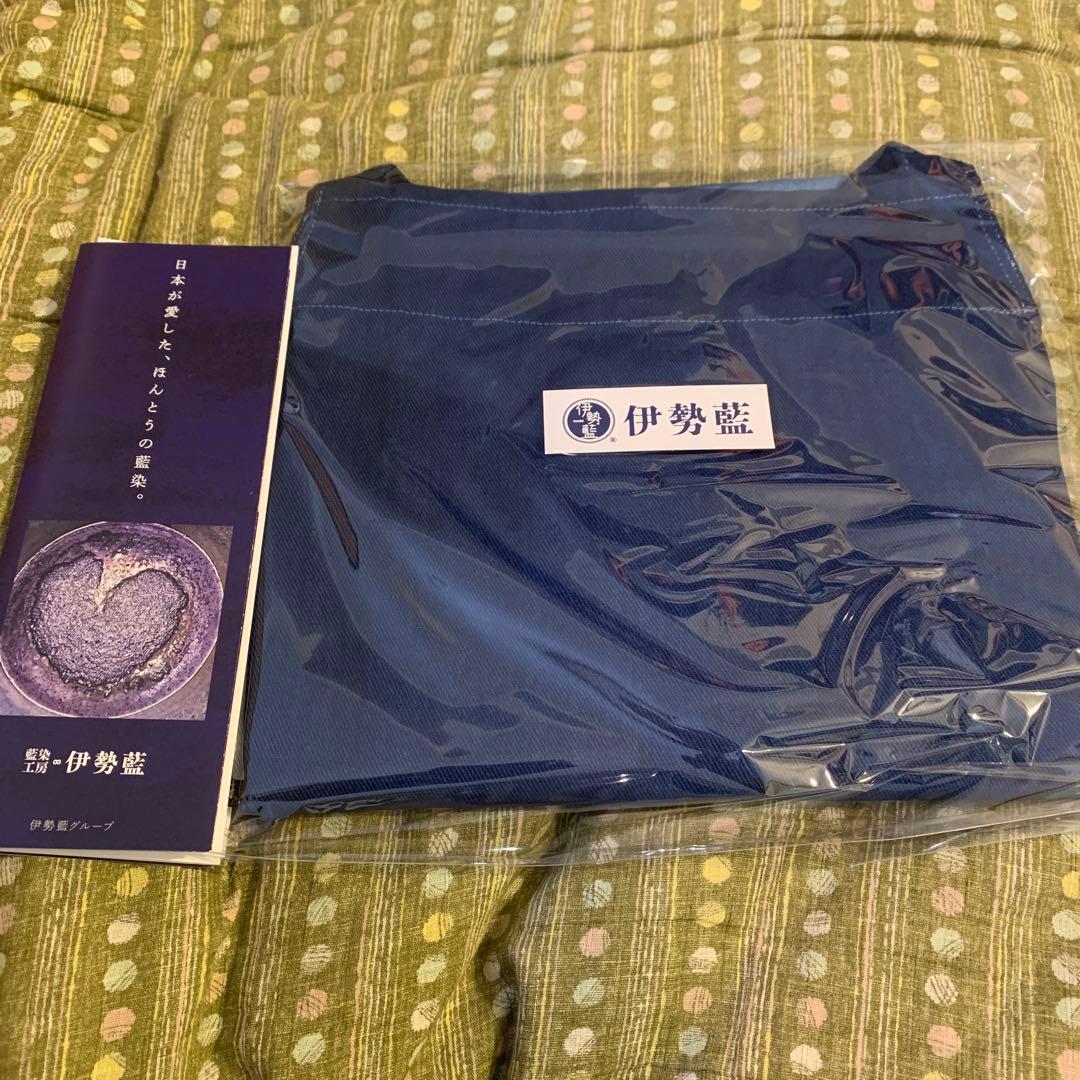 日本が愛した、ほんとうの藍染。
藍染
工房
∞
伊勢藍
伊勢藍グループ
伊勢
藍
®
伊勢藍